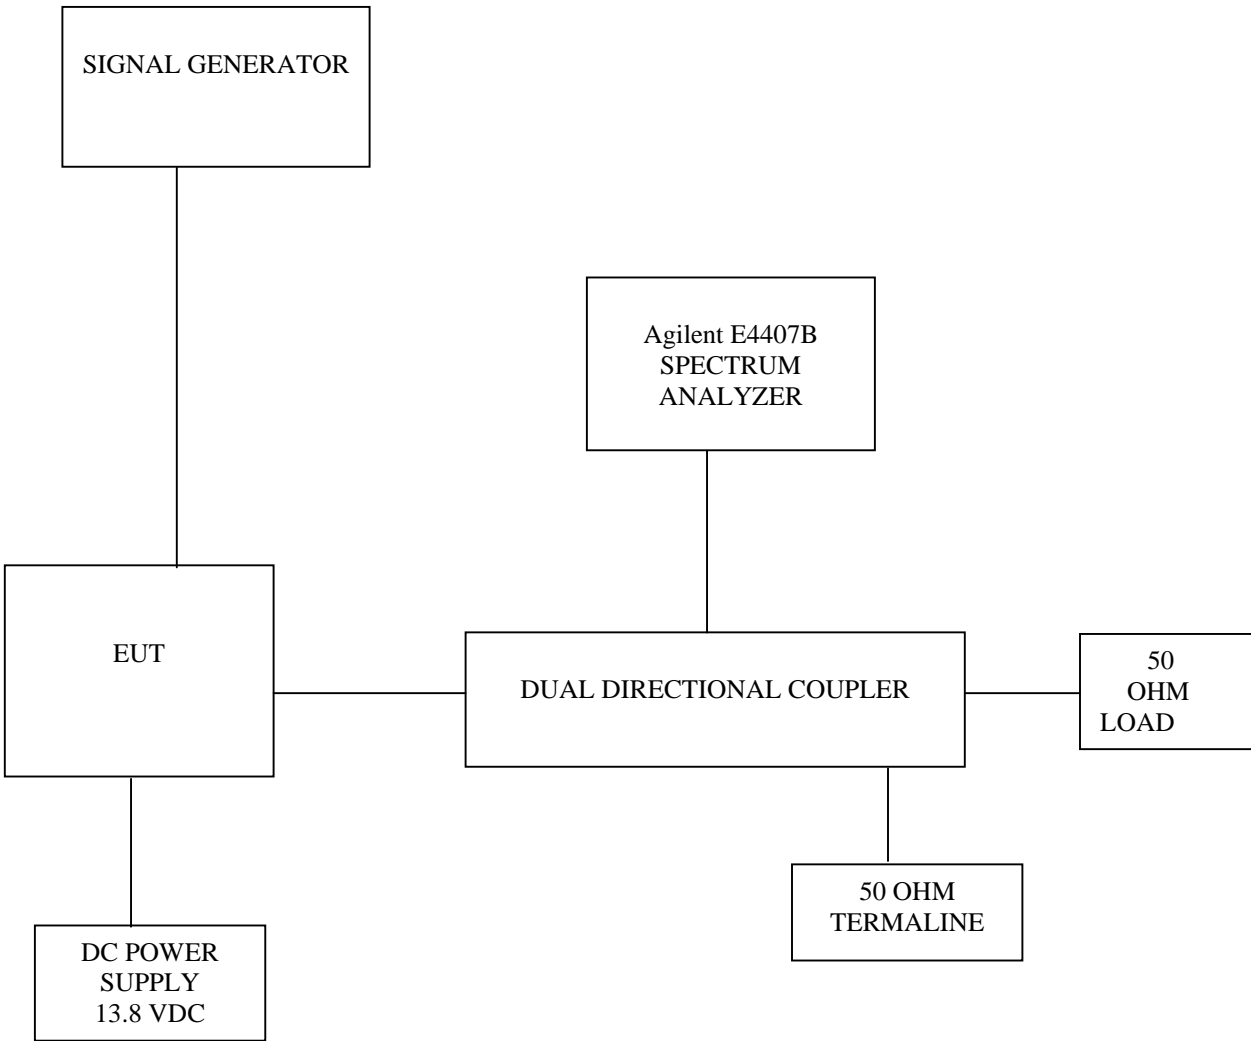 SIGNAL GENERATOR
Agilent E4407B
SPECTRUM
ANALYZER
EUT
DUAL DIRECTIONAL COUPLER
50
OHM
LOAD
50 OHM
TERMALINE
DC POWER
SUPPLY
13.8 VDC